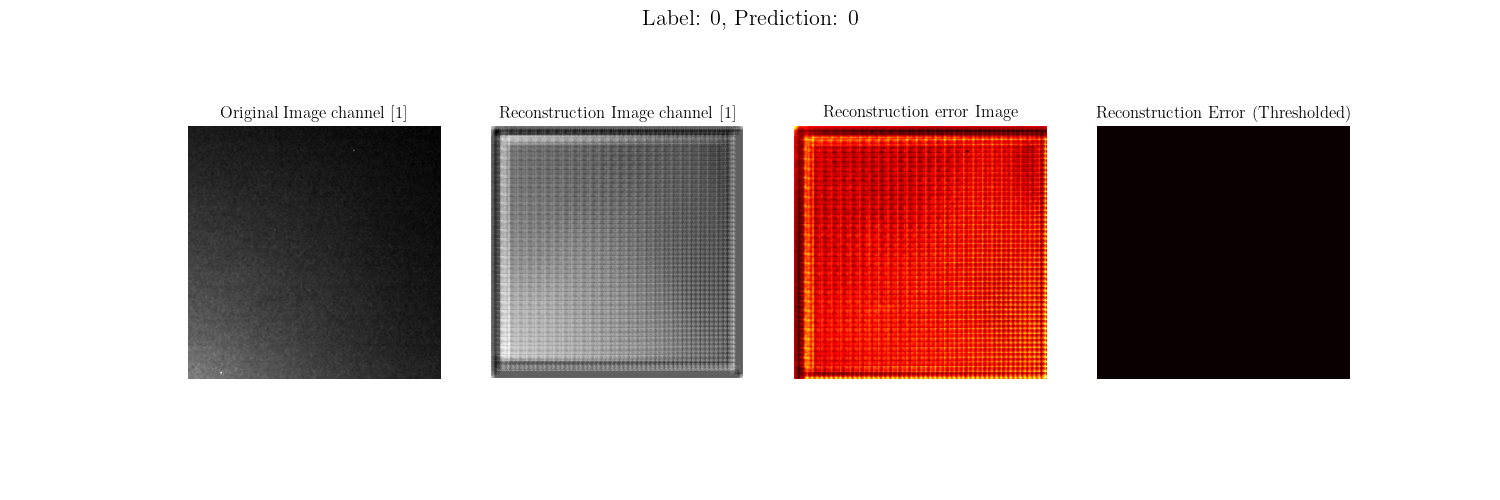 Label: 0, Prediction: 0
Original Image channel [1]
Reconstruction Image channel [1]
Reconstruction error Image
Reconstruction Error (Thresholded)